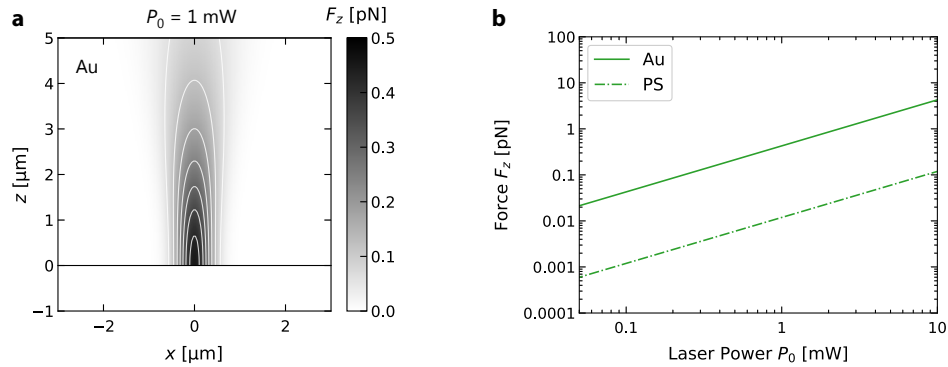 a
P0 = 1 mW
Fz [pN]
Au
5
4
3
2
1
0
−1
z [µm]
−2
0
2
x [µm]
0.5
0.4
0.3
0.2
0.1
0.0
b
Au
PS
100
10
1
0.1
0.01
0.001
0.0001
Force Fz [pN]
0.1
1
10
Laser Power P0 [mW]